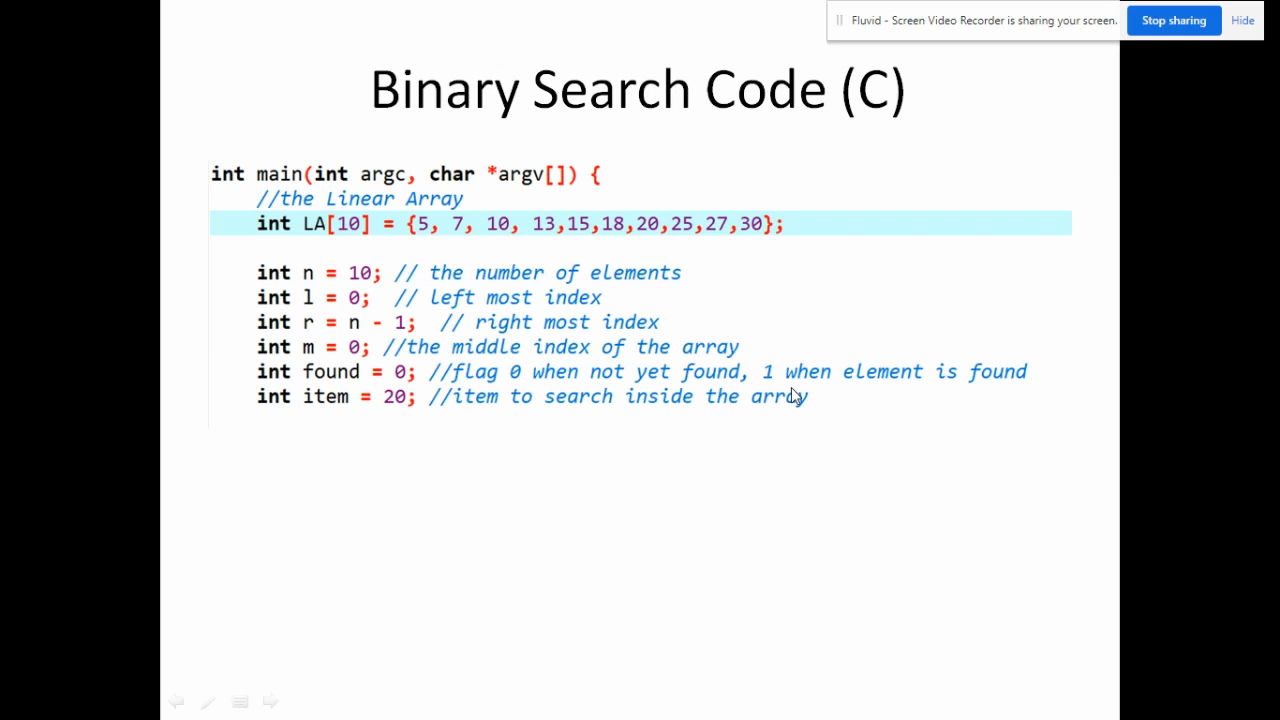 Fluvid - Screen Video Recorder is sharing your screen. Stop sharing Hide
Binary Search Code (C)
int main(int argc, char *argv[]) {
//the Linear Array
int LA[10] = {5, 7, 10, 13,15,18,20,25,27,30};
int n = 10; // the number of elements
int l = 0; // left most index
int r = n - 1; // right most index
int m = 0; //the middle index of the array
int found = 0; //flag 0 when not yet found, 1 when element is found
int item = 20; //item to search inside the array